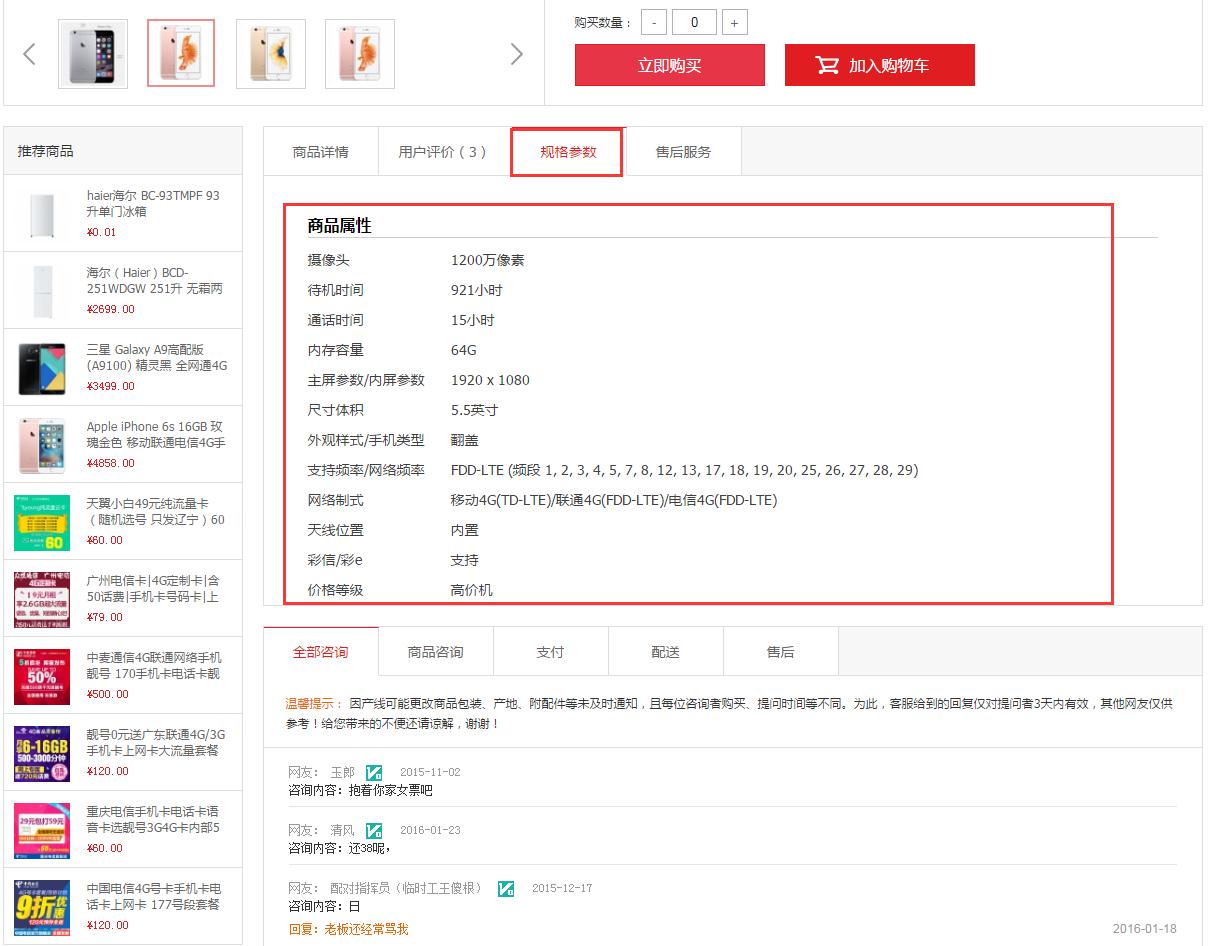 购买数量：
-
0
+
立即购买
加入购物车
推荐商品
haier海尔 BC-93TMPF 93
升单门冰箱
¥0.01
海尔（Haier）BCD-
251WDGW 251升 无霜两
¥2699.00
三星 Galaxy A9高配版
(A9100) 精灵黑 全网通4G
¥3499.00
Apple iPhone 6s 16GB 玫
瑰金色 移动联通电信4G手
¥4858.00
天翼小白49元纯流量卡
（随机选号 只发辽宁）60
¥60.00
广州电信卡|4G定制卡|含
50话费|手机卡号码卡|上
¥79.00
中麦通信4G联通网络手机
靓号 170手机卡电话卡靓
¥500.00
50%
靓号0元送广东联通4G/3G
手机卡上网卡大流量套餐
¥120.00
6-16GB
500-3000分钟
重庆电信手机卡电话卡语
音卡选靓号3G4G卡内部5
¥60.00
29元包打59元
中国电信4G号卡手机卡电
话卡上网卡 177号段套餐
¥120.00
9折优惠
商品详情
用户评价（3）
规格参数
售后服务
商品属性
摄像头 1200万像素
待机时间 921小时
通话时间 15小时
内存容量 64G
主屏参数/内屏参数 1920 x 1080
尺寸体积 5.5英寸
外观样式/手机类型 翻盖
支持频率/网络频率 FDD-LTE (频段 1, 2, 3, 4, 5, 7, 8, 12, 13, 17, 18, 19, 20, 25, 26, 27, 28, 29)
网络制式 移动4G(TD-LTE)/联通4G(FDD-LTE)/电信4G(FDD-LTE)
天线位置 内置
彩信/彩e 支持
价格等级 高价机
全部咨询
商品咨询
支付
配送
售后
温馨提示： 因产线可能更改商品包装、产地、附配件等未及时通知，且每位咨询者购买、提问时间等不同。为此，客服给到的回复仅对提问者3天内有效，其他网友仅供
参考！给您带来的不便还请谅解，谢谢！
网友： 玉郎 2015-11-02
咨询内容：抱着你家女票吧
网友： 清风 2016-01-23
咨询内容：还38呢，
网友： 配对指挥员（临时工王傻根） 2015-12-17
咨询内容：日
回复：老板还经常骂我 2016-01-18